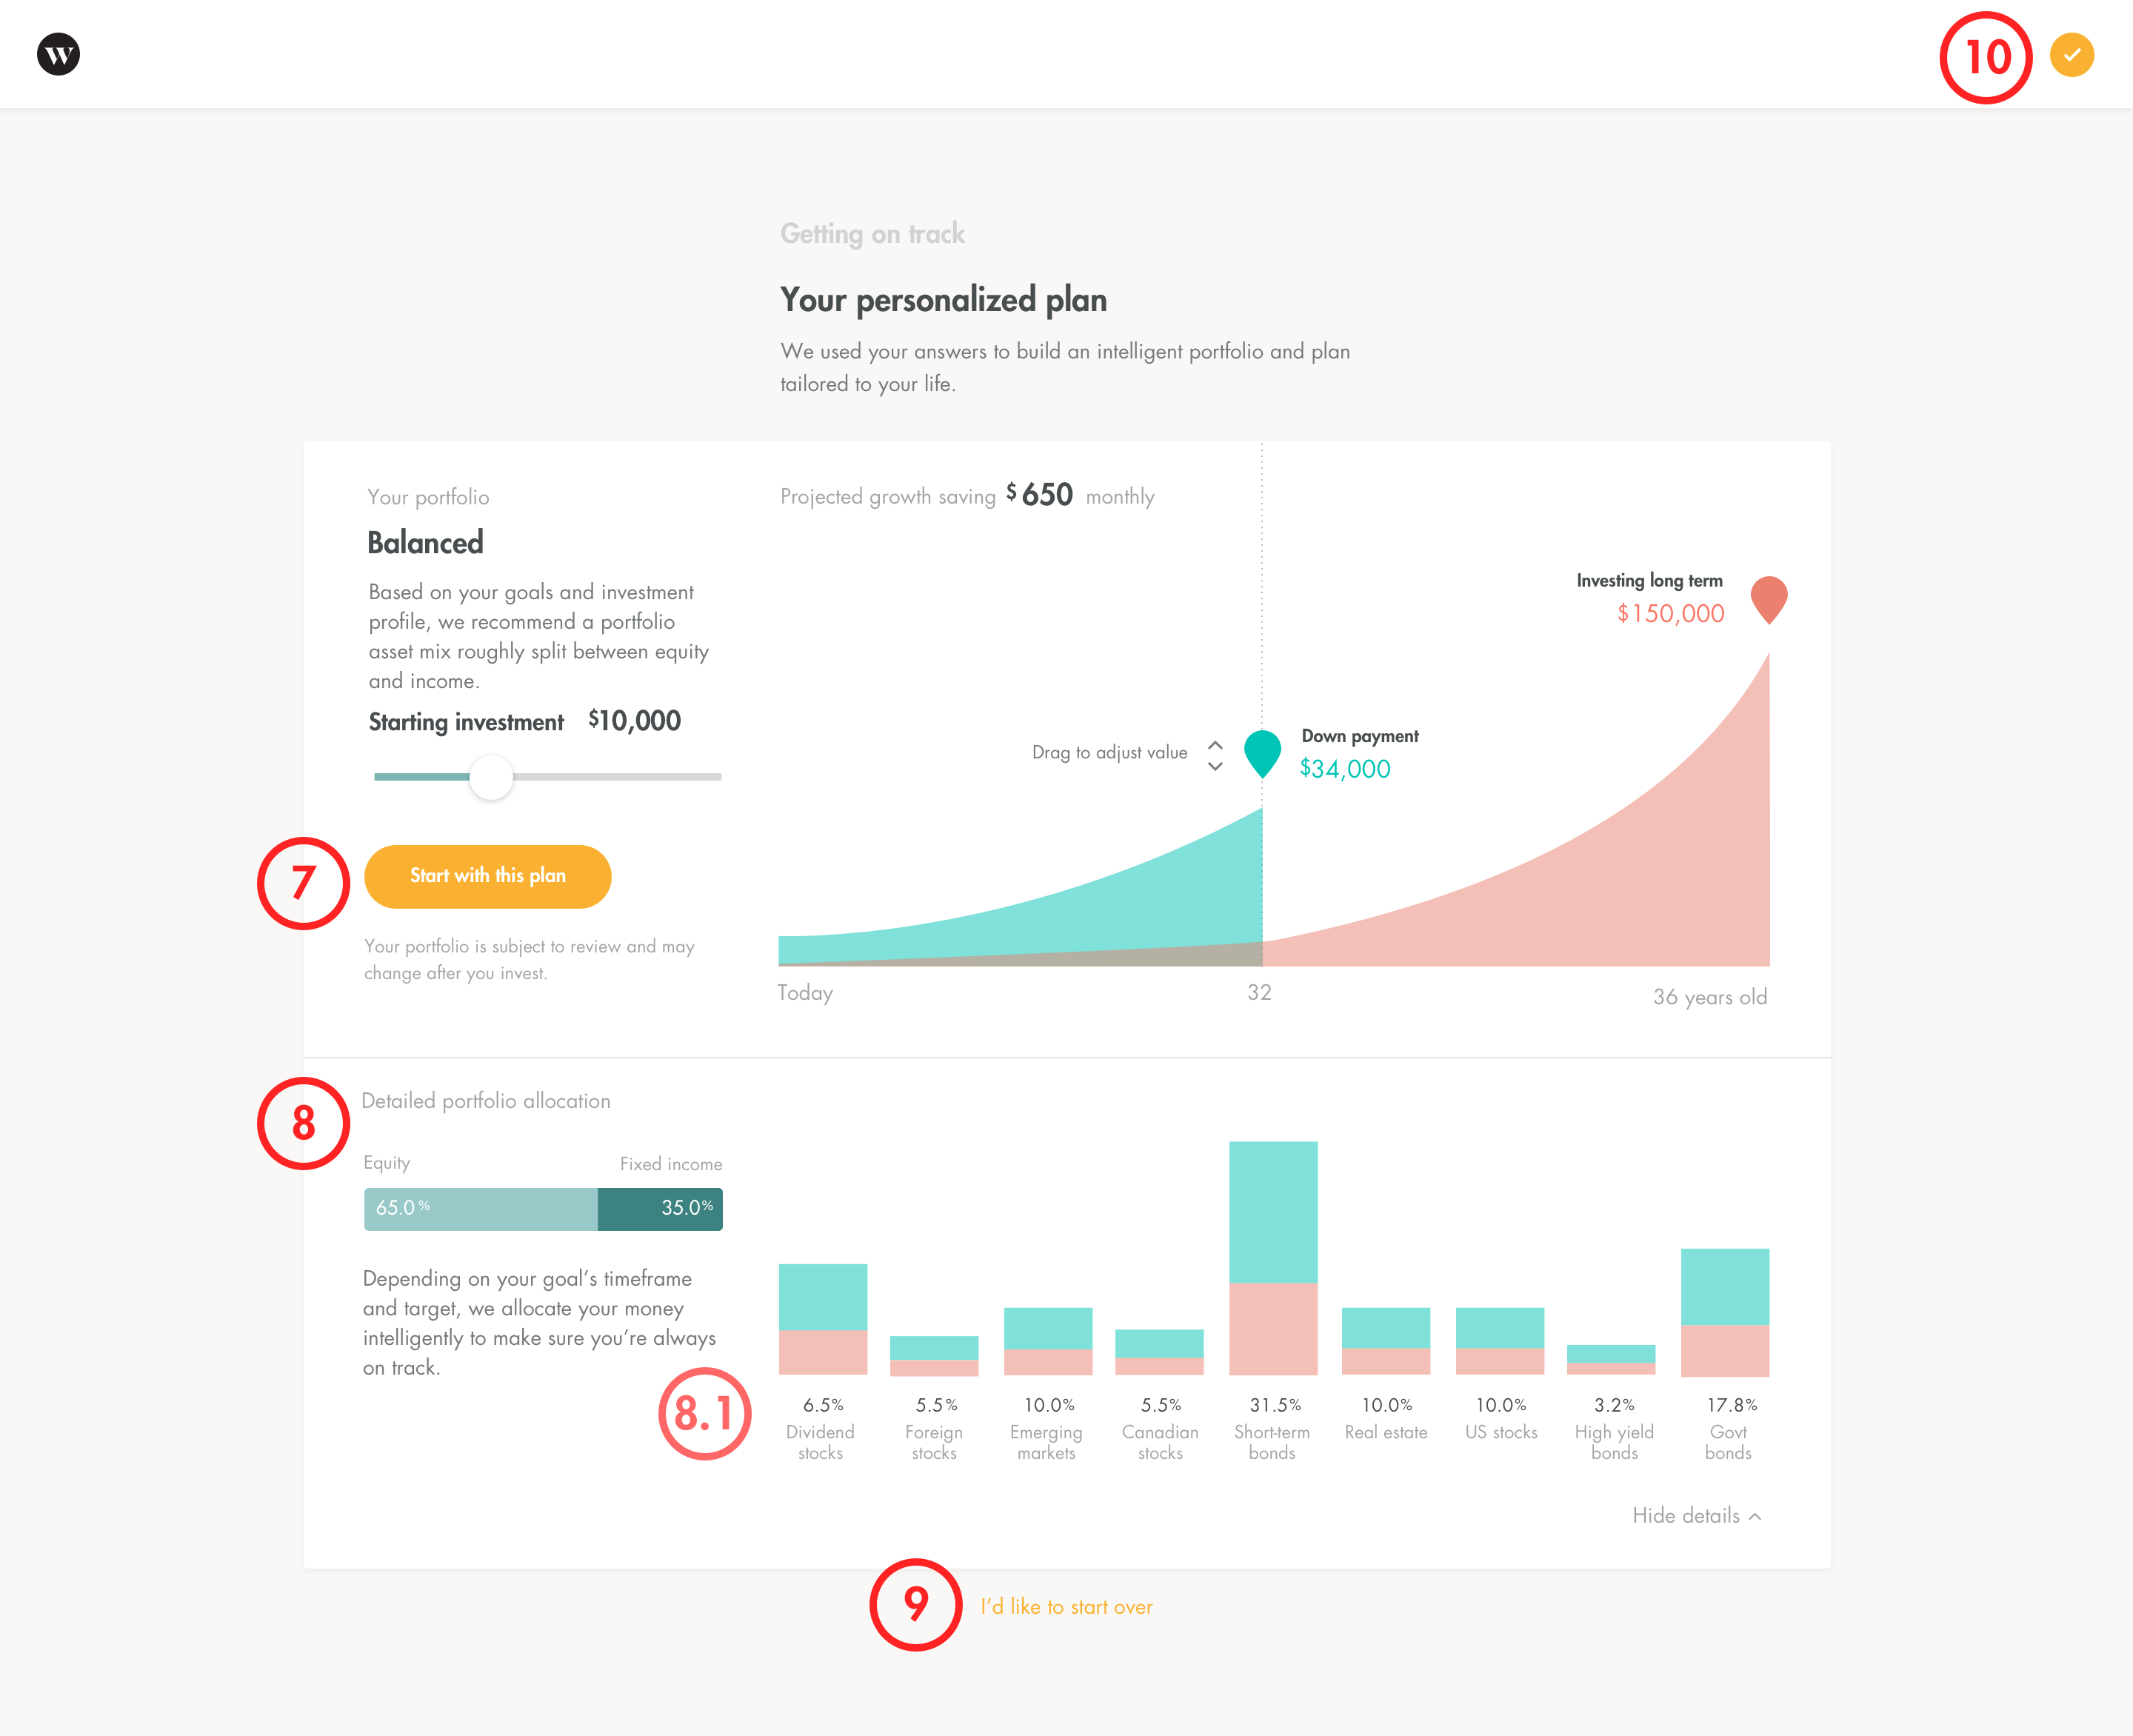 W
10
Getting on track
Your personalized plan
We used your answers to build an intelligent portfolio and plan
tailored to your life.
Your portfolio
Balanced
Based on your goals and investment
profile, we recommend a portfolio
asset mix roughly split between equity
and income.
Starting investment $10,000
7
Start with this plan
Your portfolio is subject to review and may
change after you invest.
Projected growth saving $650 monthly
Investing long term
$150,000
Drag to adjust value
Down payment
$34,000
Today 32 36 years old
8
Detailed portfolio allocation
Equity Fixed income
65.0% 35.0%
Depending on your goal’s timeframe
and target, we allocate your money
intelligently to make sure you’re always
on track.
8.1
6.5% 5.5% 10.0% 5.5% 31.5% 10.0% 10.0% 3.2% 17.8%
Dividend Foreign Emerging Canadian Short-term Real estate US stocks High yield Govt
stocks stocks markets stocks bonds bonds bonds
Hide details
9
I’d like to start over